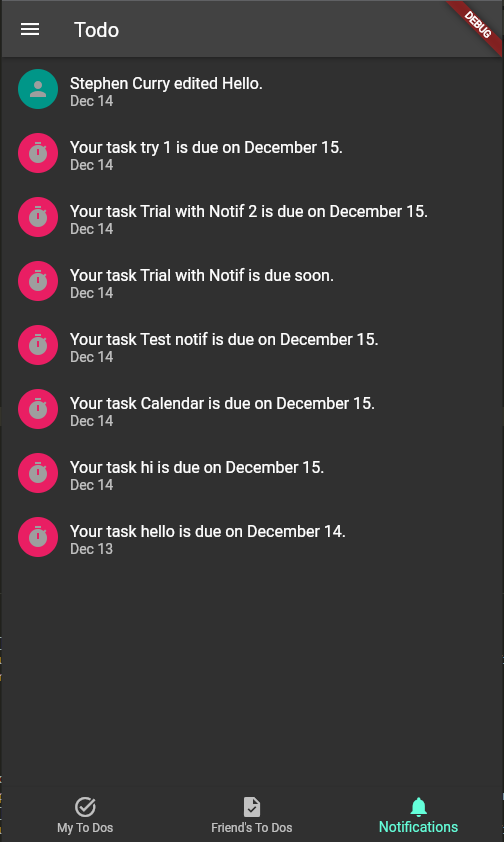 Todo
DEBUG
Stephen Curry edited Hello.
Dec 14
Your task try 1 is due on December 15.
Dec 14
Your task Trial with Notif 2 is due on December 15.
Dec 14
Your task Trial with Notif is due soon.
Dec 14
Your task Test notif is due on December 15.
Dec 14
Your task Calendar is due on December 15.
Dec 14
Your task hi is due on December 15.
Dec 14
Your task hello is due on December 14.
Dec 13
My To Dos
Friend's To Dos
Notifications